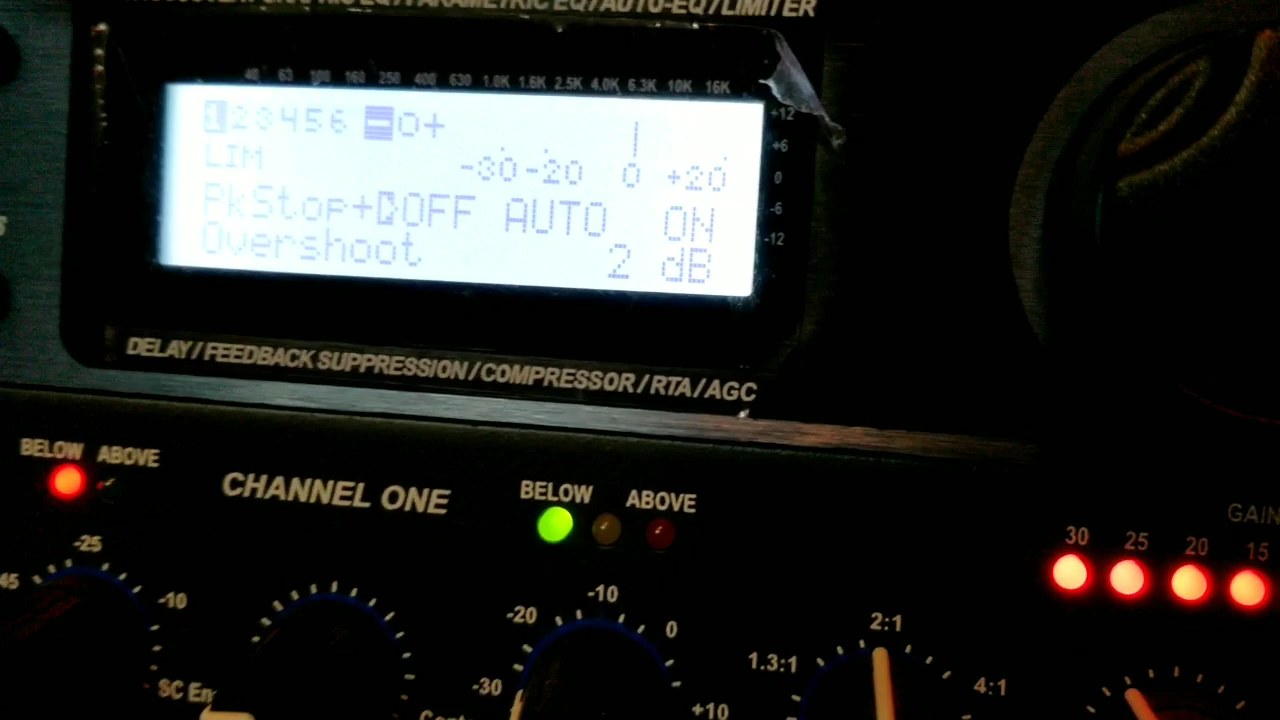 PARAMETRIC EQ / AUTO-EQ / LIMITER
40 63 100 160 250 400 630 1.0K 1.6K 2.5K 4.0K 6.3K 10K 16K
123456 -0+
LIM
-30 -20 0 +20
PkStop+ OFF AUTO ON
Overshoot 2 dB
+12
+6
0
-6
-12
DELAY / FEEDBACK SUPPRESSION / COMPRESSOR / RTA / AGC
BELOW ABOVE
CHANNEL ONE
BELOW ABOVE
GAIN
30 25 20 15
-25
45
-10
SC En
-10
-20
0
-30
+10
2:1
1.3:1
4:1